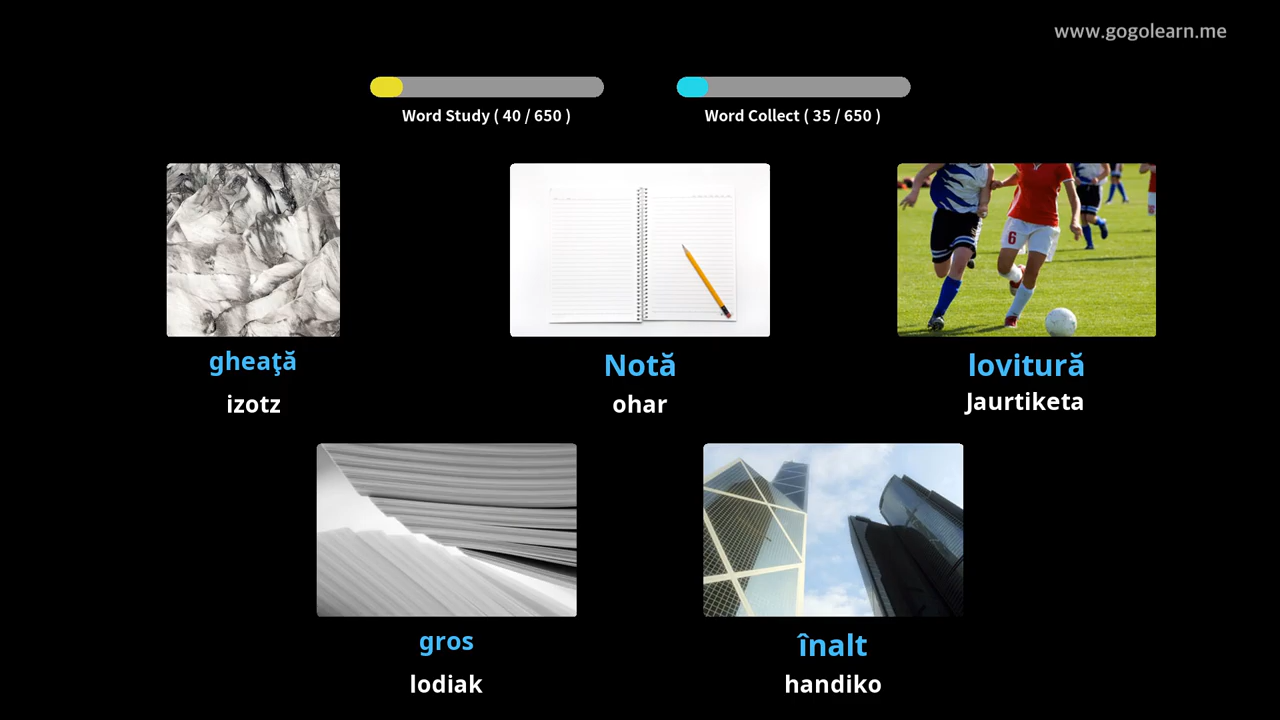 www.gogolearn.me
Word Study ( 40 / 650 )
Word Collect ( 35 / 650 )
gheaţă
izotz
Notă
ohar
lovitură
Jaurtiketa
gros
lodiak
înalt
handiko